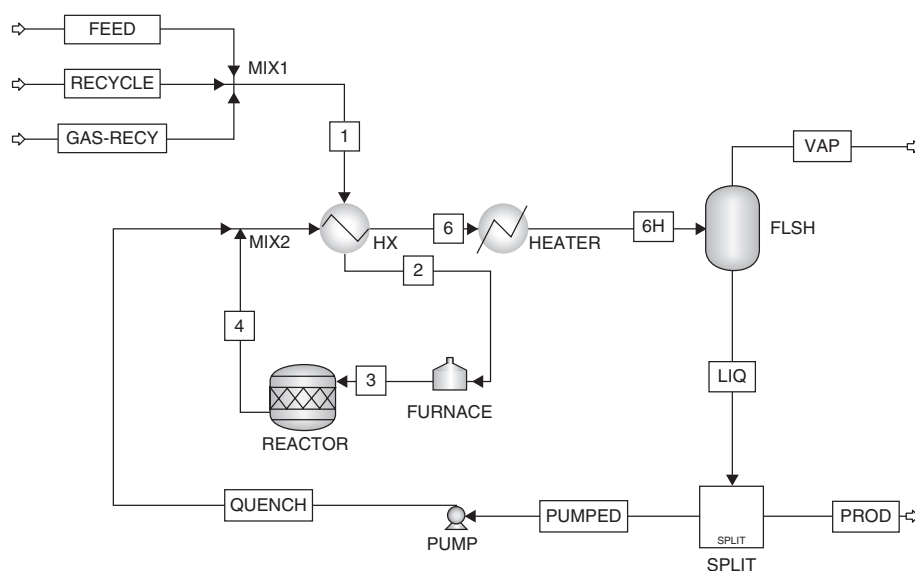 FEED
MIX1
RECYCLE
GAS-RECY
1
VAP
MIX2
HX
6
HEATER
6H
FLSH
2
4
3
FURNACE
REACTOR
LIQ
QUENCH
PUMP
PUMPED
SPLIT
PROD
SPLIT